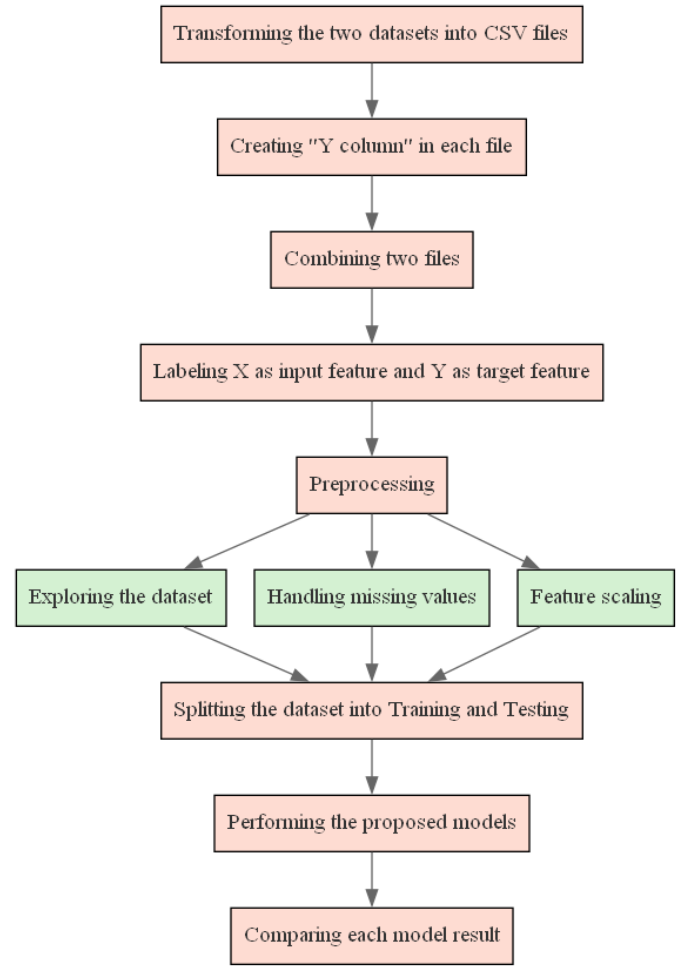 Transforming the two datasets into CSV files
Creating "Y column" in each file
Combining two files
Labeling X as input feature and Y as target feature
Preprocessing
Exploring the dataset
Handling missing values
Feature scaling
Splitting the dataset into Training and Testing
Performing the proposed models
Comparing each model result